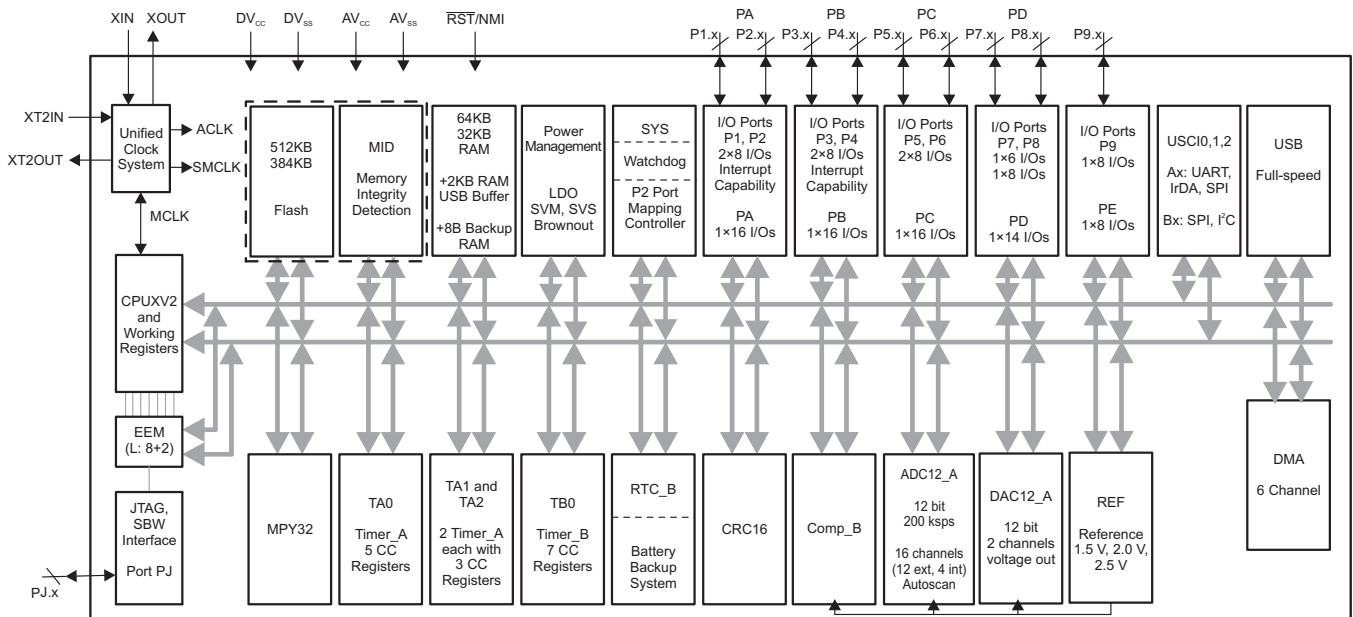 XIN XOUT DVCC DVSS AVCC AVSS RST/NMI
PA PB PC PD
P1.x P2.x P3.x P4.x P5.x P6.x P7.x P8.x P9.x
XT2IN
XT2OUT
Unified
Clock
System
ACLK
SMCLK
MCLK
512KB
384KB
Flash
MID
Memory
Integrity
Detection
64KB
32KB
RAM
+2KB RAM
USB Buffer
+8B Backup
RAM
Power
Management
LDO
SVM, SVS
Brownout
SYS
Watchdog
P2 Port
Mapping
Controller
I/O Ports
P1, P2
2×8 I/Os
Interrupt
Capability
PA
1×16 I/Os
I/O Ports
P3, P4
2×8 I/Os
Interrupt
Capability
PB
1×16 I/Os
I/O Ports
P5, P6
2×8 I/Os
PC
1×16 I/Os
I/O Ports
P7, P8
1×6 I/Os
1×8 I/Os
PD
1×14 I/Os
I/O Ports
P9
1×8 I/Os
PE
1×8 I/Os
USCI0,1,2
Ax: UART,
IrDA, SPI
Bx: SPI, I²C
USB
Full-speed
CPUXV2
and
Working
Registers
EEM
(L: 8+2)
JTAG,
SBW
Interface
Port PJ
PJ.x
MPY32
TA0
Timer_A
5 CC
Registers
TA1 and
TA2
2 Timer_A
each with
3 CC
Registers
TB0
Timer_B
7 CC
Registers
RTC_B
Battery
Backup
System
CRC16
Comp_B
ADC12_A
12 bit
200 ksps
16 channels
(12 ext, 4 int)
Autoscan
DAC12_A
12 bit
2 channels
voltage out
REF
Reference
1.5 V, 2.0 V,
2.5 V
DMA
6 Channel